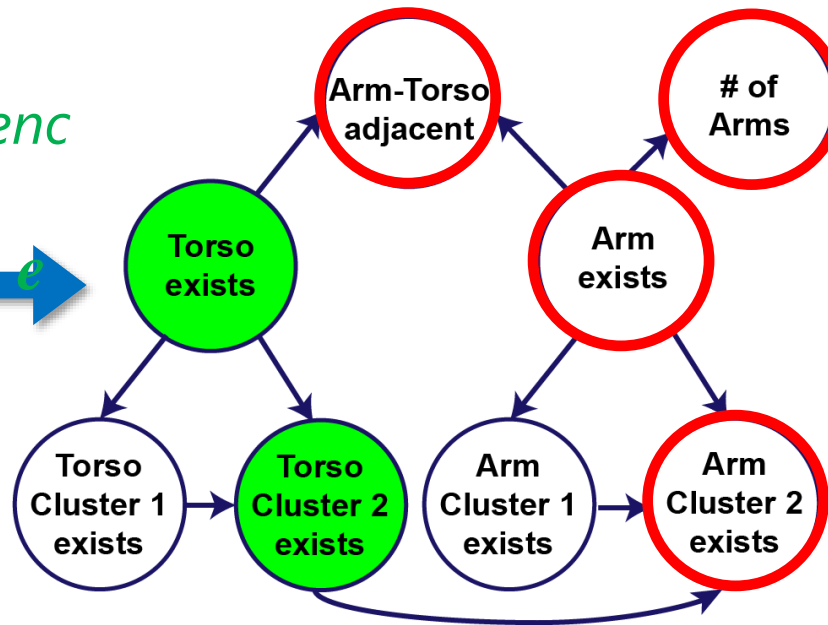 enc
e
Arm-Torso
adjacent
# of
Arms
Torso
exists
Arm
exists
Torso
Cluster 1
exists
Torso
Cluster 2
exists
Arm
Cluster 1
exists
Arm
Cluster 2
exists